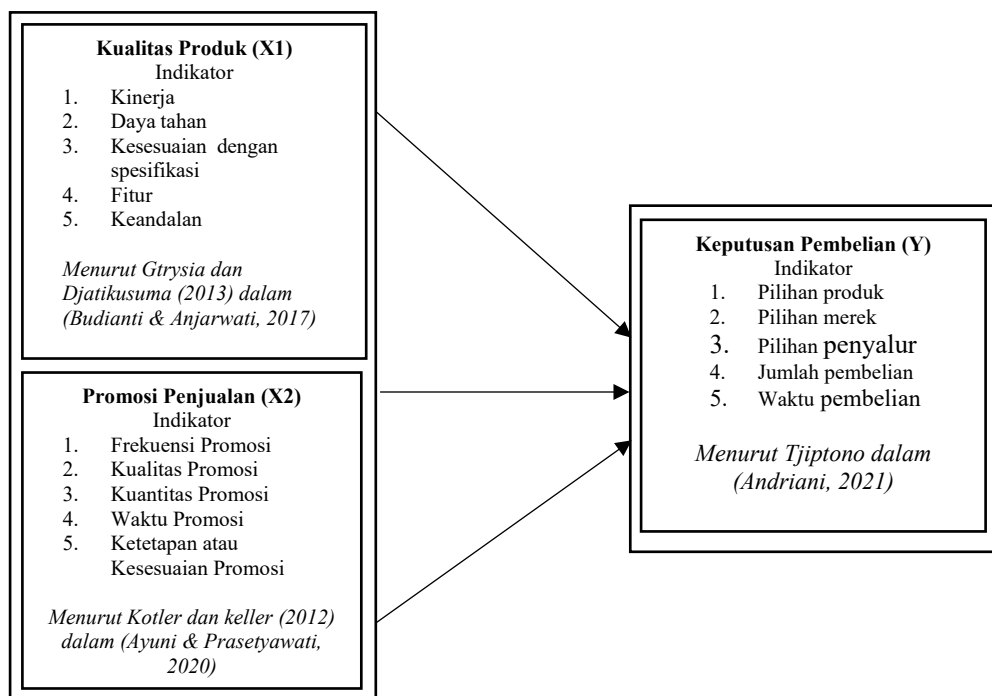 Kualitas Produk (X1)
Indikator
1. Kinerja
2. Daya tahan
3. Kesesuaian dengan
spesifikasi
4. Fitur
5. Keandalan
Menurut Gtrysia dan
Djatikusuma (2013) dalam
(Budianti & Anjarwati, 2017)
Promosi Penjualan (X2)
Indikator
1. Frekuensi Promosi
2. Kualitas Promosi
3. Kuantitas Promosi
4. Waktu Promosi
5. Ketetapan atau
Kesesuaian Promosi
Menurut Kotler dan keller (2012)
dalam (Ayuni & Prasetyawati,
2020)
Keputusan Pembelian (Y)
Indikator
1. Pilihan produk
2. Pilihan merek
3. Pilihan penyalur
4. Jumlah pembelian
5. Waktu pembelian
Menurut Tjiptono dalam
(Andriani, 2021)